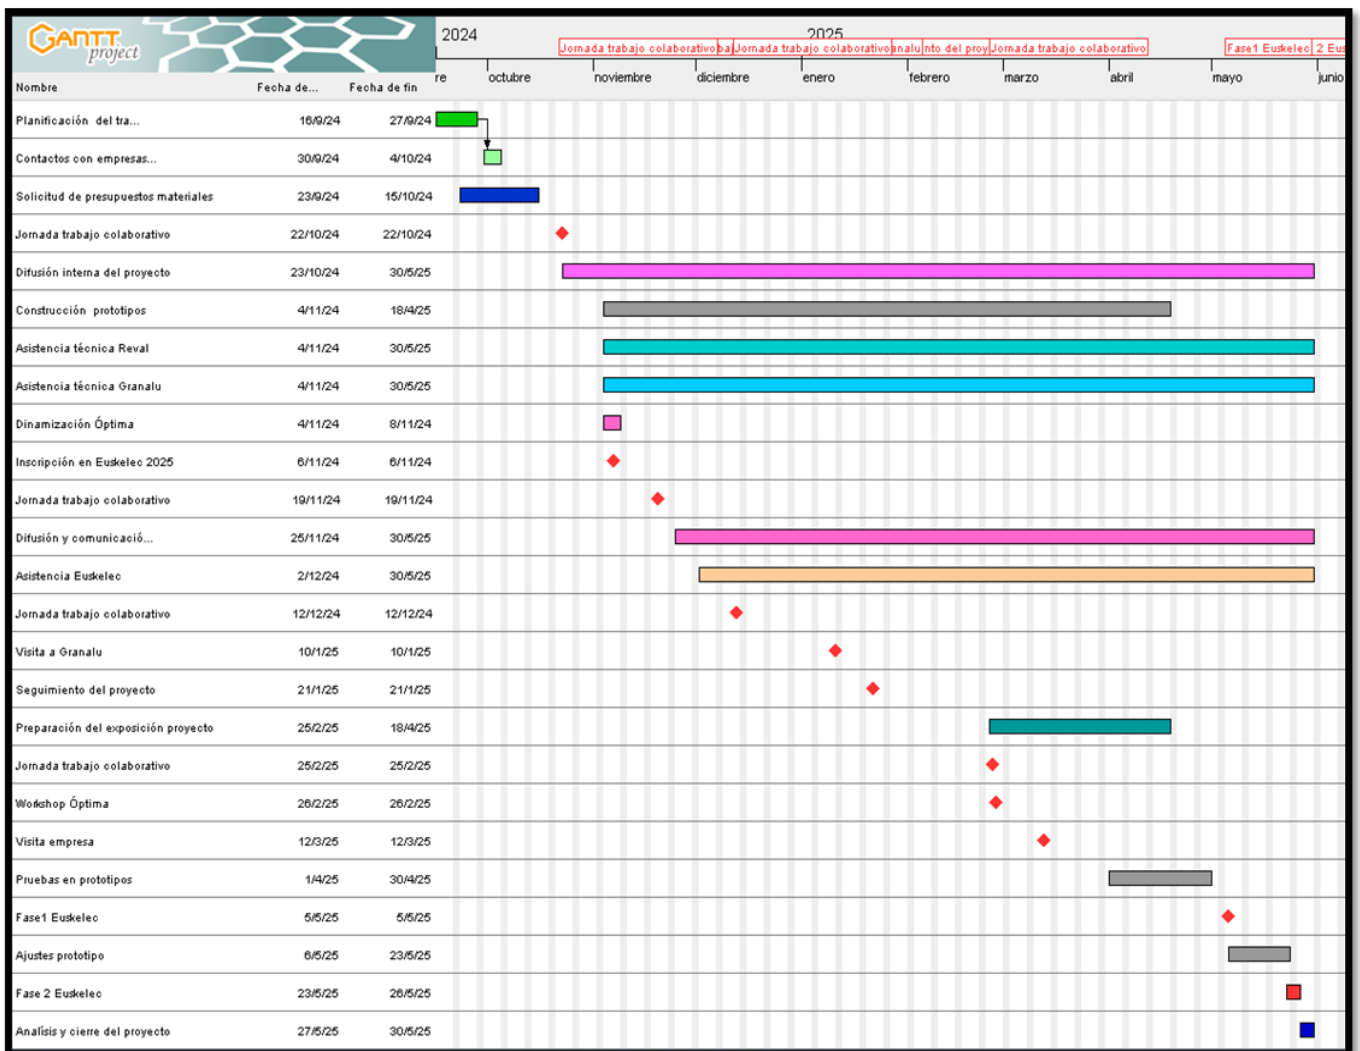 GANTT
project
2024
2025
Jornada trabajo colaborativo
baj
Jornada trabajo colaborativo
analu
nto del proy
Jornada trabajo colaborativo
Fase1 Euskelec
2 Eus
re octubre noviembre diciembre enero febrero marzo abril mayo junio
Nombre Fecha de... Fecha de fin
Planificación del tra... 16/9/24 27/9/24
Contactos con empresas... 30/9/24 4/10/24
Solicitud de presupuestos materiales 23/9/24 15/10/24
Jornada trabajo colaborativo 22/10/24 22/10/24
Difusión interna del proyecto 23/10/24 30/5/25
Construcción prototipos 4/11/24 18/4/25
Asistencia técnica Reval 4/11/24 30/5/25
Asistencia técnica Granalu 4/11/24 30/5/25
Dinamización Óptima 4/11/24 8/11/24
Inscripción en Euskelec 2025 6/11/24 6/11/24
Jornada trabajo colaborativo 19/11/24 19/11/24
Difusión y comunicació... 25/11/24 30/5/25
Asistencia Euskelec 2/12/24 30/5/25
Jornada trabajo colaborativo 12/12/24 12/12/24
Visita a Granalu 10/1/25 10/1/25
Seguimiento del proyecto 21/1/25 21/1/25
Preparación del exposición proyecto 25/2/25 18/4/25
Jornada trabajo colaborativo 25/2/25 25/2/25
Workshop Óptima 26/2/25 26/2/25
Visita empresa 12/3/25 12/3/25
Pruebas en prototipos 1/4/25 30/4/25
Fase1 Euskelec 5/5/25 5/5/25
Ajustes prototipo 6/5/25 23/5/25
Fase 2 Euskelec 23/5/25 26/5/25
Analísis y cierre del proyecto 27/5/25 30/5/25